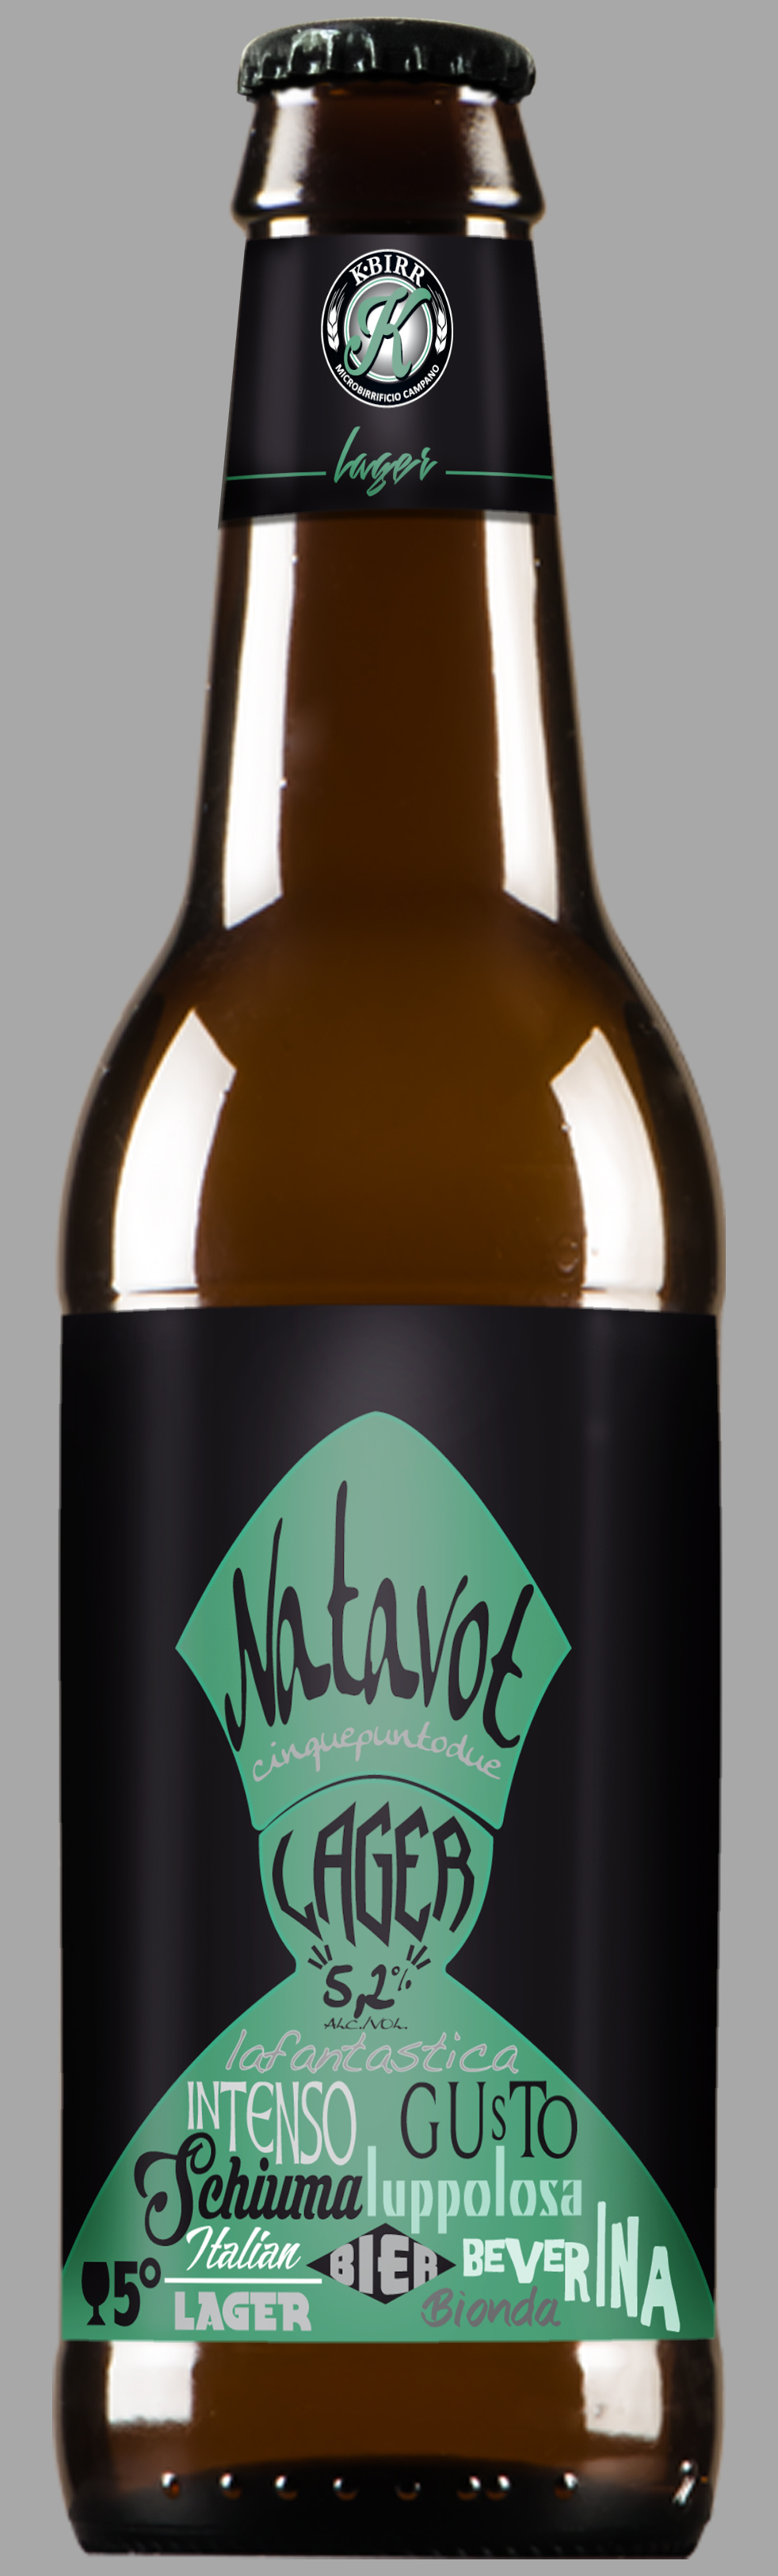 K•BIRR
K
MICROBIRRIFICIO CAMPANO
lager
Natavot
cinquepuntodue
LAGER
5,2%
ALC./VOL.
lafantastica
INTENSO GUsTO
Schiuma luppolosa
Italian BIER BEVERINA
5°
LAGER Bionda